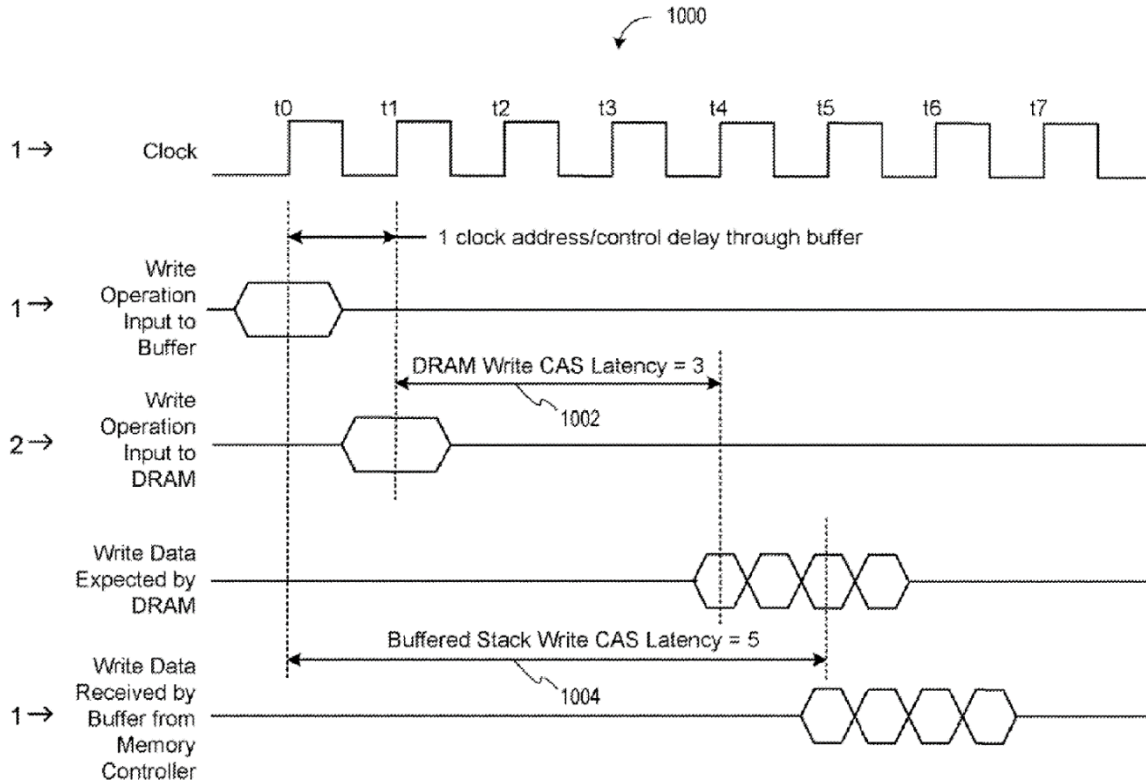 1000
t0 t1 t2 t3 t4 t5 t6 t7
1→ Clock
1 clock address/control delay through buffer
Write
Operation
1→ Input to
Buffer
DRAM Write CAS Latency = 3
1002
Write
Operation
2→ Input to
DRAM
Write Data
Expected by
DRAM
Buffered Stack Write CAS Latency = 5
1004
Write Data
Received by
1→ Buffer from
Memory
Controller